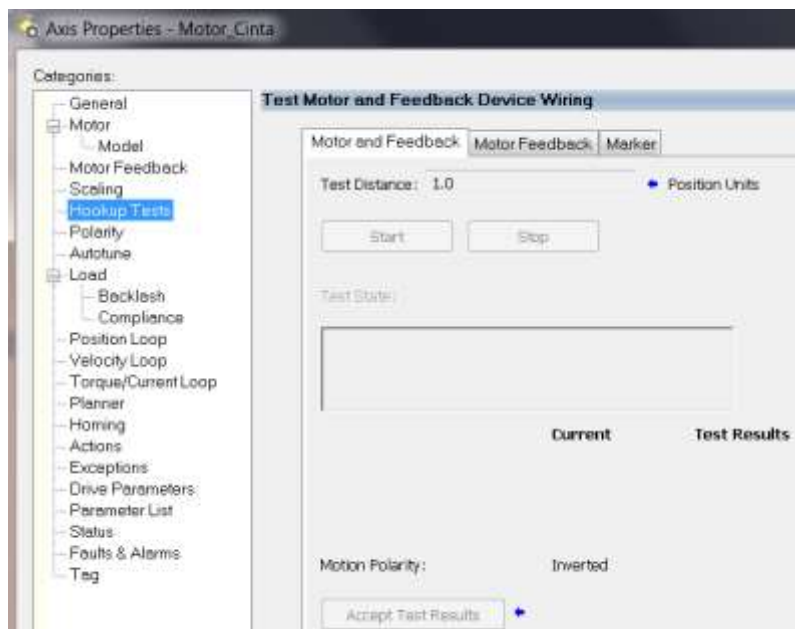 Axis Properties - Motor_Cinta
Categories:
General
Motor
Model
Motor Feedback
Scaling
Hookup Tests
Polarity
Autotune
Load
Backlash
Compliance
Position Loop
Velocity Loop
Torque/Current Loop
Planner
Homing
Actions
Exceptions
Drive Parameters
Parameter List
Status
Faults & Alarms
Tag
Test Motor and Feedback Device Wiring
Motor and Feedback Motor Feedback Marker
Test Distance: 1.0 Position Units
Start Stop
Test State:
Current Test Results
Motion Polarity: Inverted
Accept Test Results